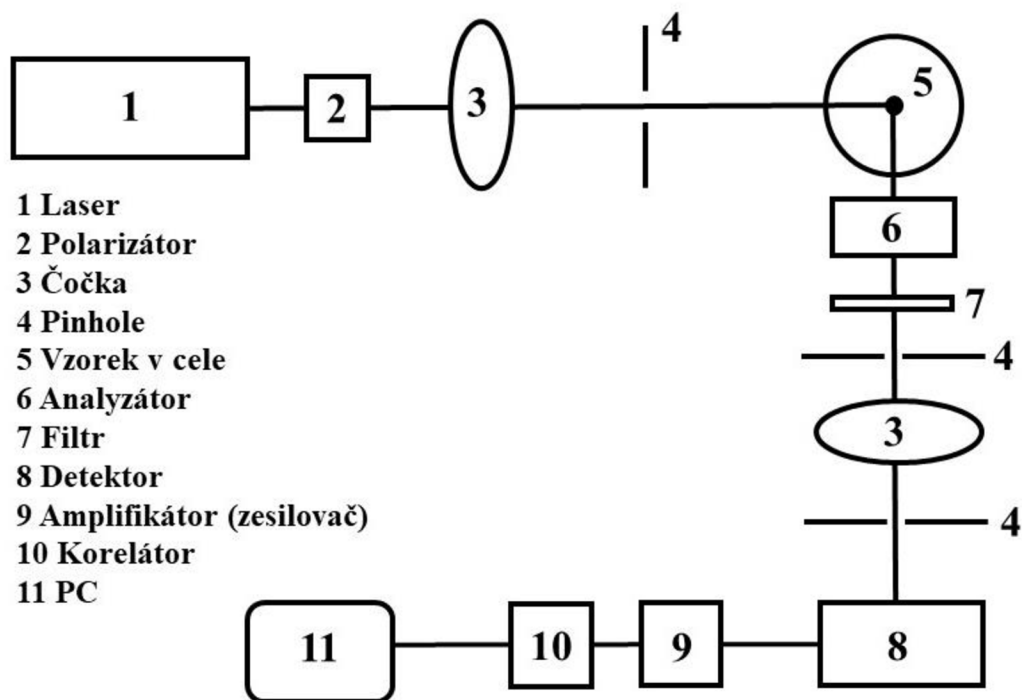 4
1
2
3
5
1 Laser
2 Polarizátor
3 Čočka
4 Pinhole
5 Vzorek v cele
6 Analyzátor
7 Filtr
8 Detektor
9 Amplifikátor (zesilovač)
10 Korelátor
11 PC
6
7
4
3
4
11
10
9
8